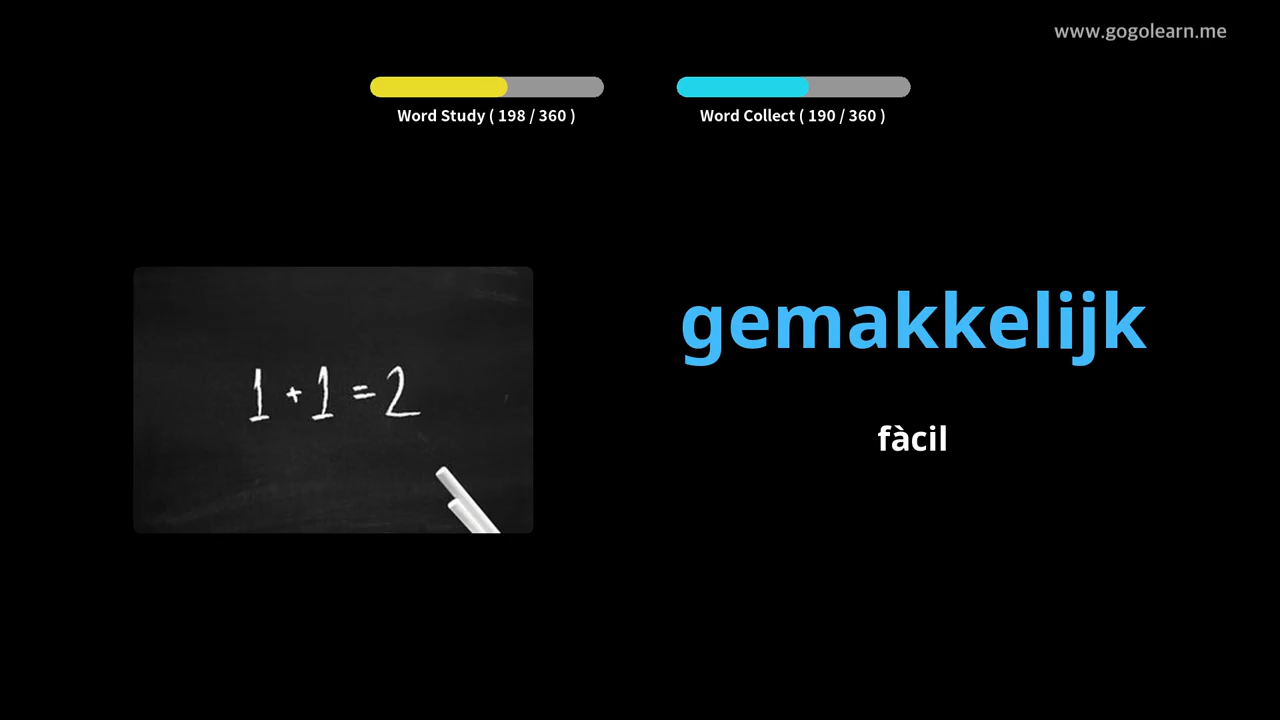 www.gogolearn.me
Word Study ( 198 / 360 )
Word Collect ( 190 / 360 )
gemakkelijk
1 + 1 = 2
fàcil